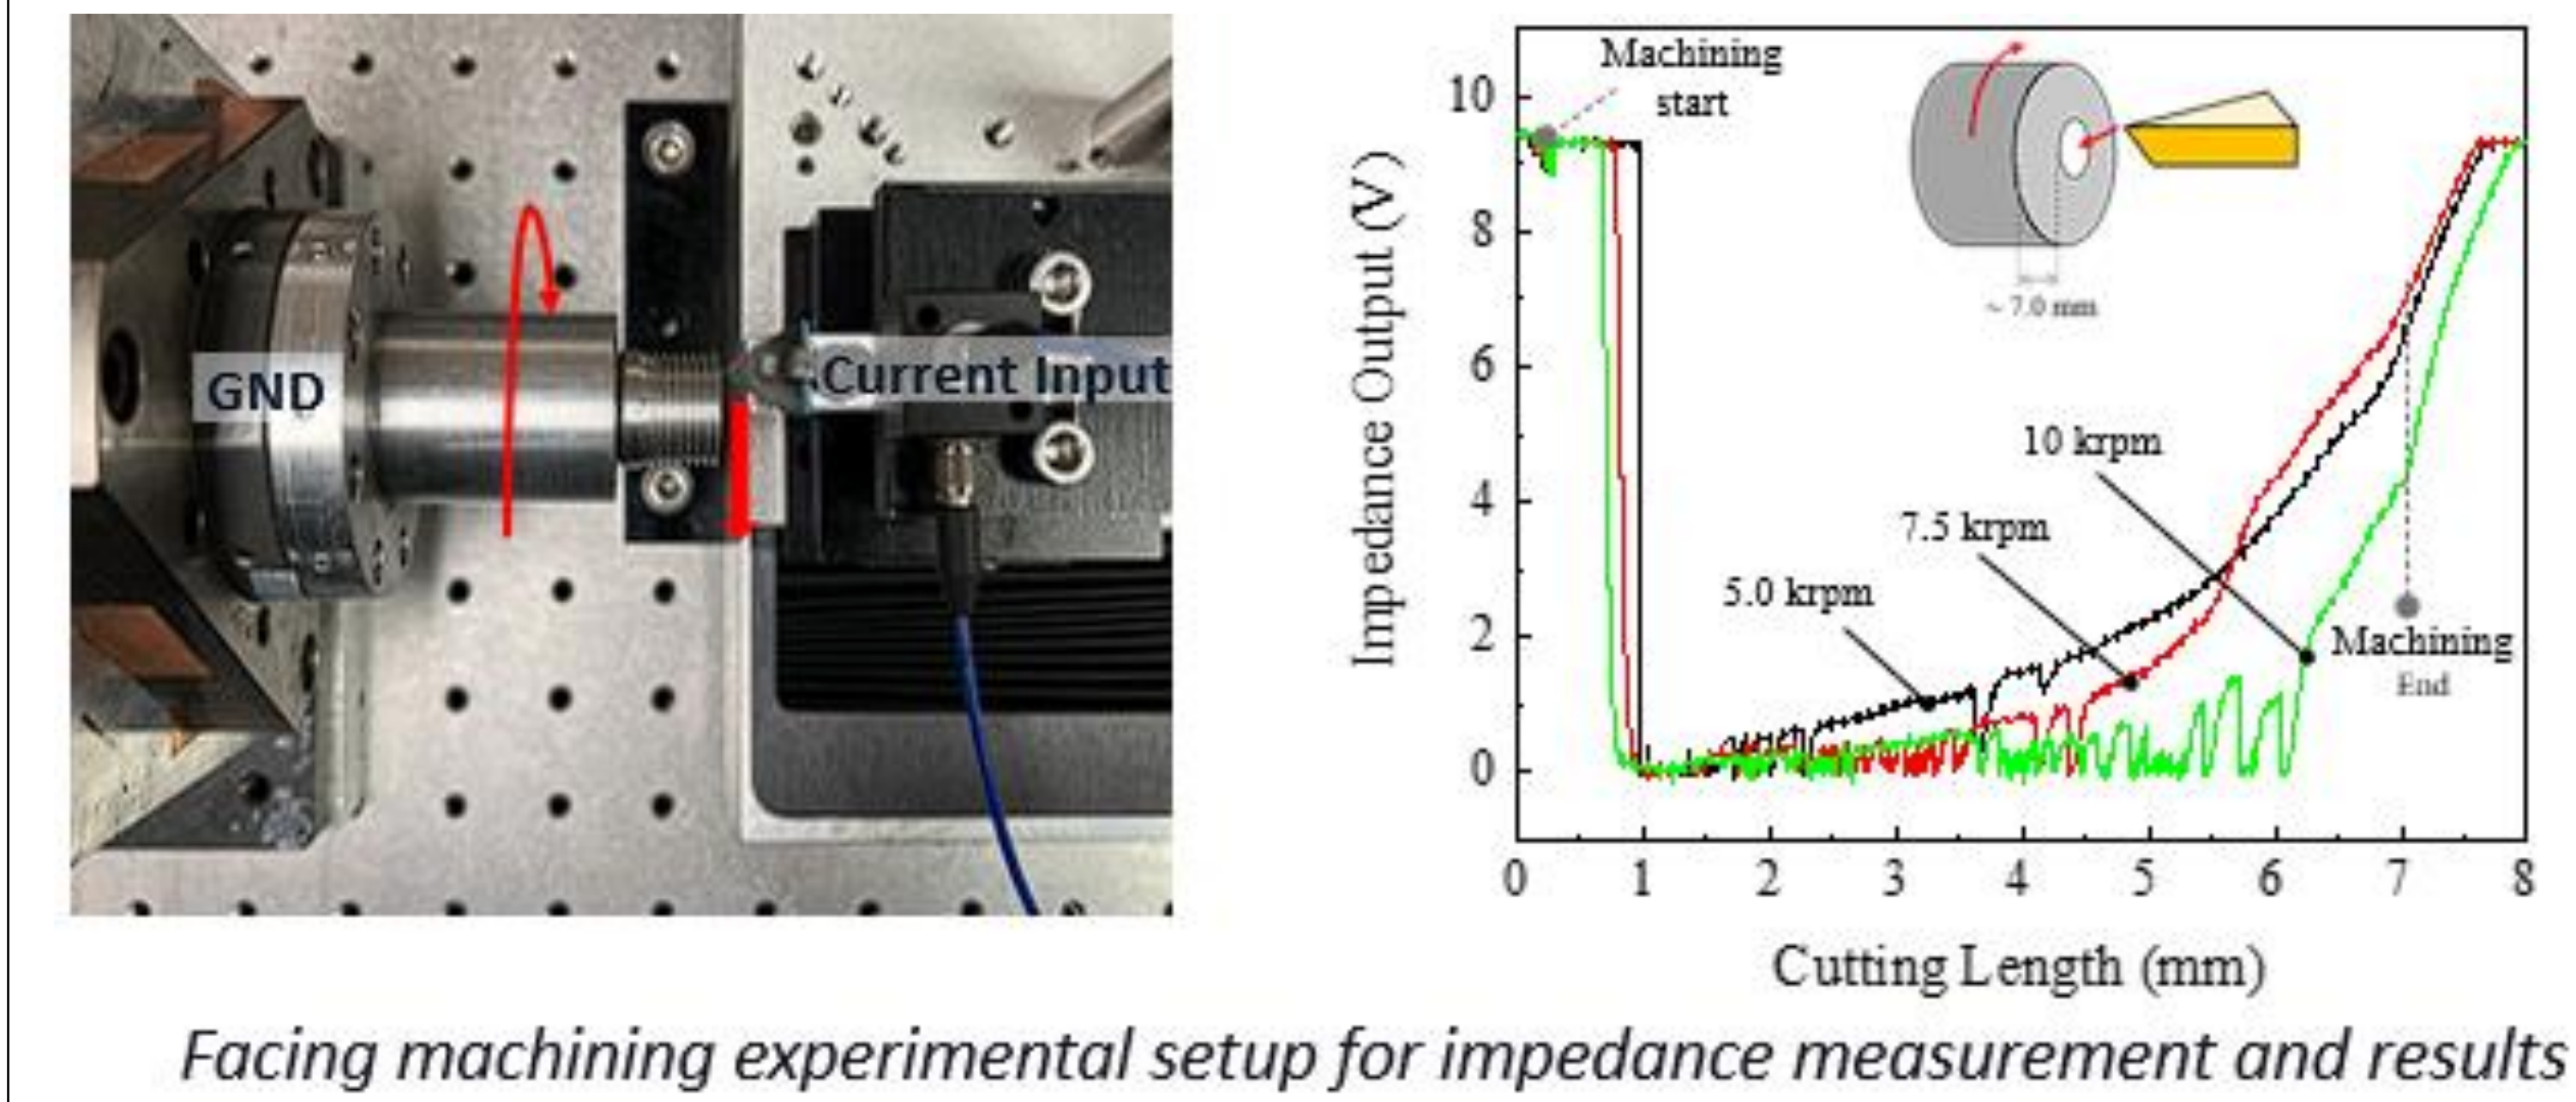 GND
Current Input
Machining
start
10
8
6
4
2
0
Impedance Output (V)
~ 7.0 mm
10 krpm
7.5 krpm
5.0 krpm
Machining
End
0 1 2 3 4 5 6 7 8
Cutting Length (mm)
Facing machining experimental setup for impedance measurement and results